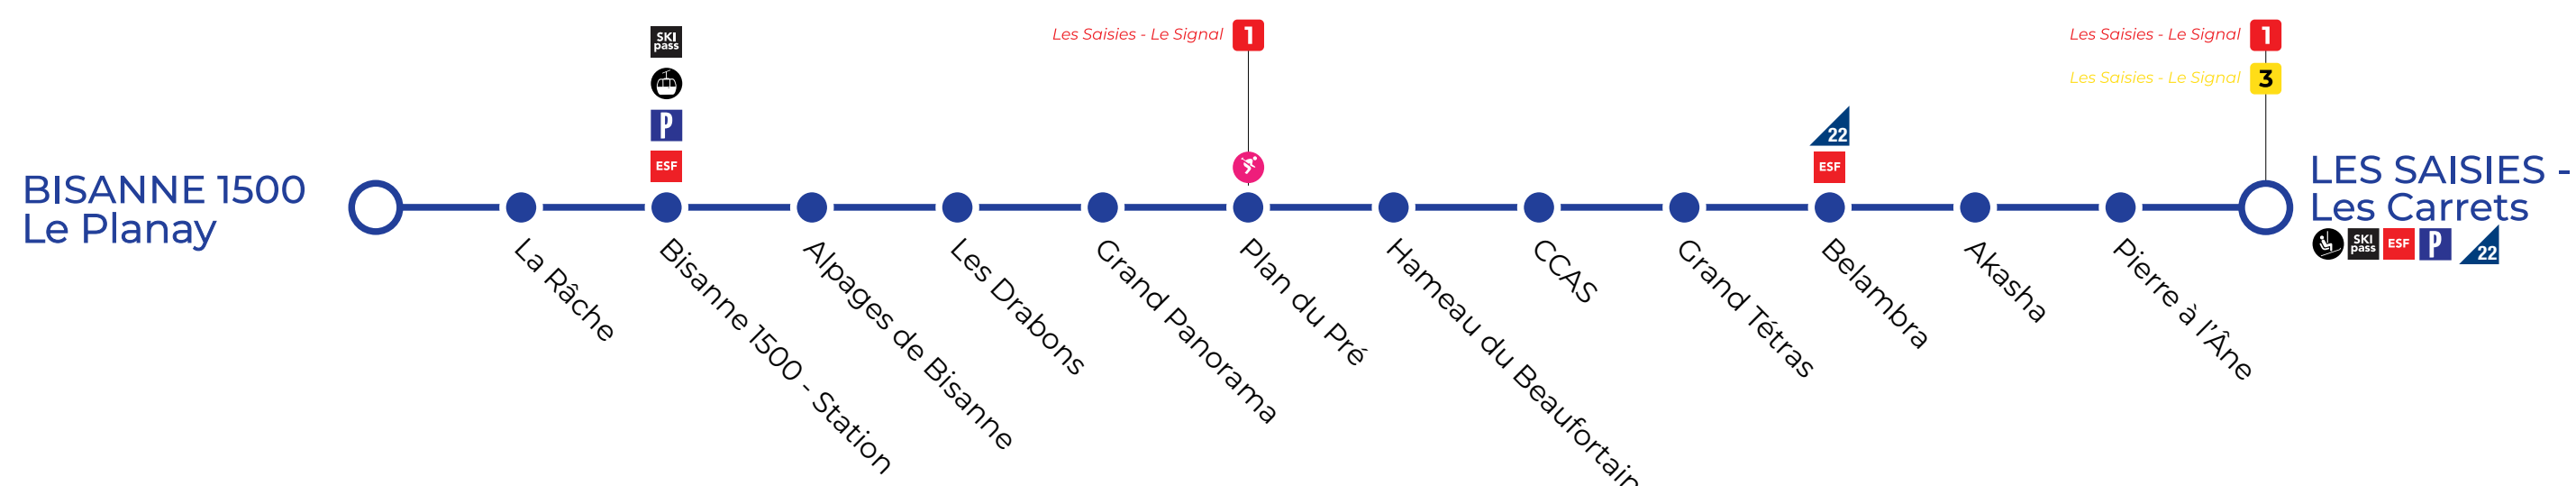 SKI
pass
P
ESF
Les Saisies - Le Signal 1
22
ESF
Les Saisies - Le Signal 1
Les Saisies - Le Signal 3
BISANNE 1500
Le Planay
LES SAISIES -
Les Carrets
SKI
pass
ESF
P
22
La Râche
Bisanne 1500 - Station
Alpages de Bisanne
Les Drabons
Grand Panorama
Plan du Pré
Hameau du Beaufortain
CCAS
Grand Tétras
Belambra
Akasha
Pierre à l'Âne